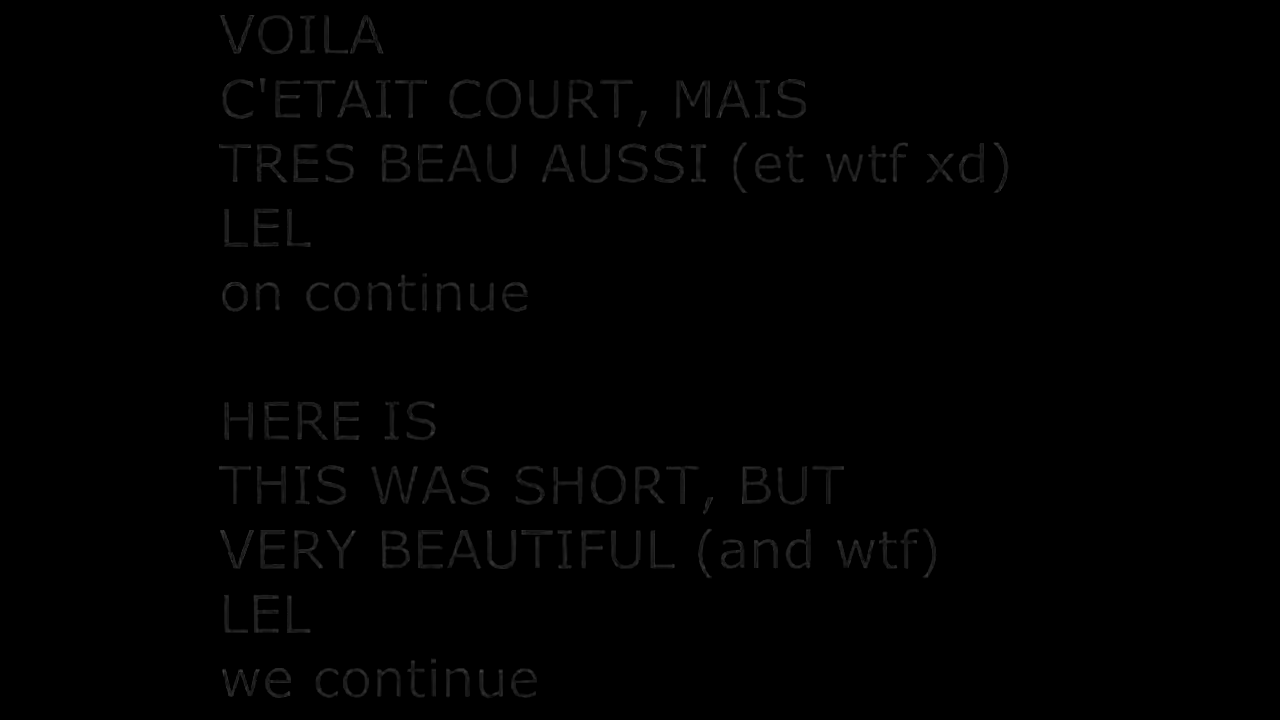 VOILA
C'ETAIT COURT, MAIS
TRES BEAU AUSSI (et wtf xd)
LEL
on continue
HERE IS
THIS WAS SHORT, BUT
VERY BEAUTIFUL (and wtf)
LEL
we continue